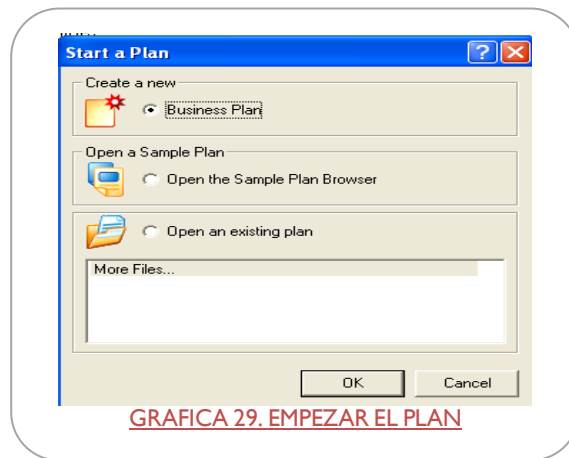 Start a Plan
Create a new
Business Plan
Open a Sample Plan
Open the Sample Plan Browser
Open an existing plan
More Files...
OK Cancel
GRAFICA 29. EMPEZAR EL PLAN